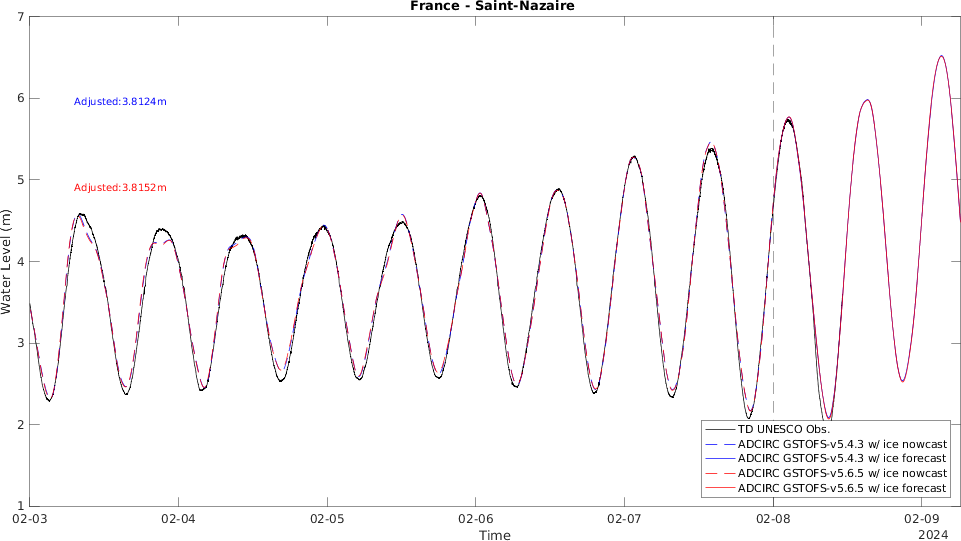 France - Saint-Nazaire
7
6
5
4
3
2
1
Water Level (m)
Adjusted:3.8124m
Adjusted:3.8152m
TD UNESCO Obs.
ADCIRC GSTOFS-v5.4.3 w/ ice nowcast
ADCIRC GSTOFS-v5.4.3 w/ ice forecast
ADCIRC GSTOFS-v5.6.5 w/ ice nowcast
ADCIRC GSTOFS-v5.6.5 w/ ice forecast
02-03 02-04 02-05 02-06 02-07 02-08 02-09
Time
2024